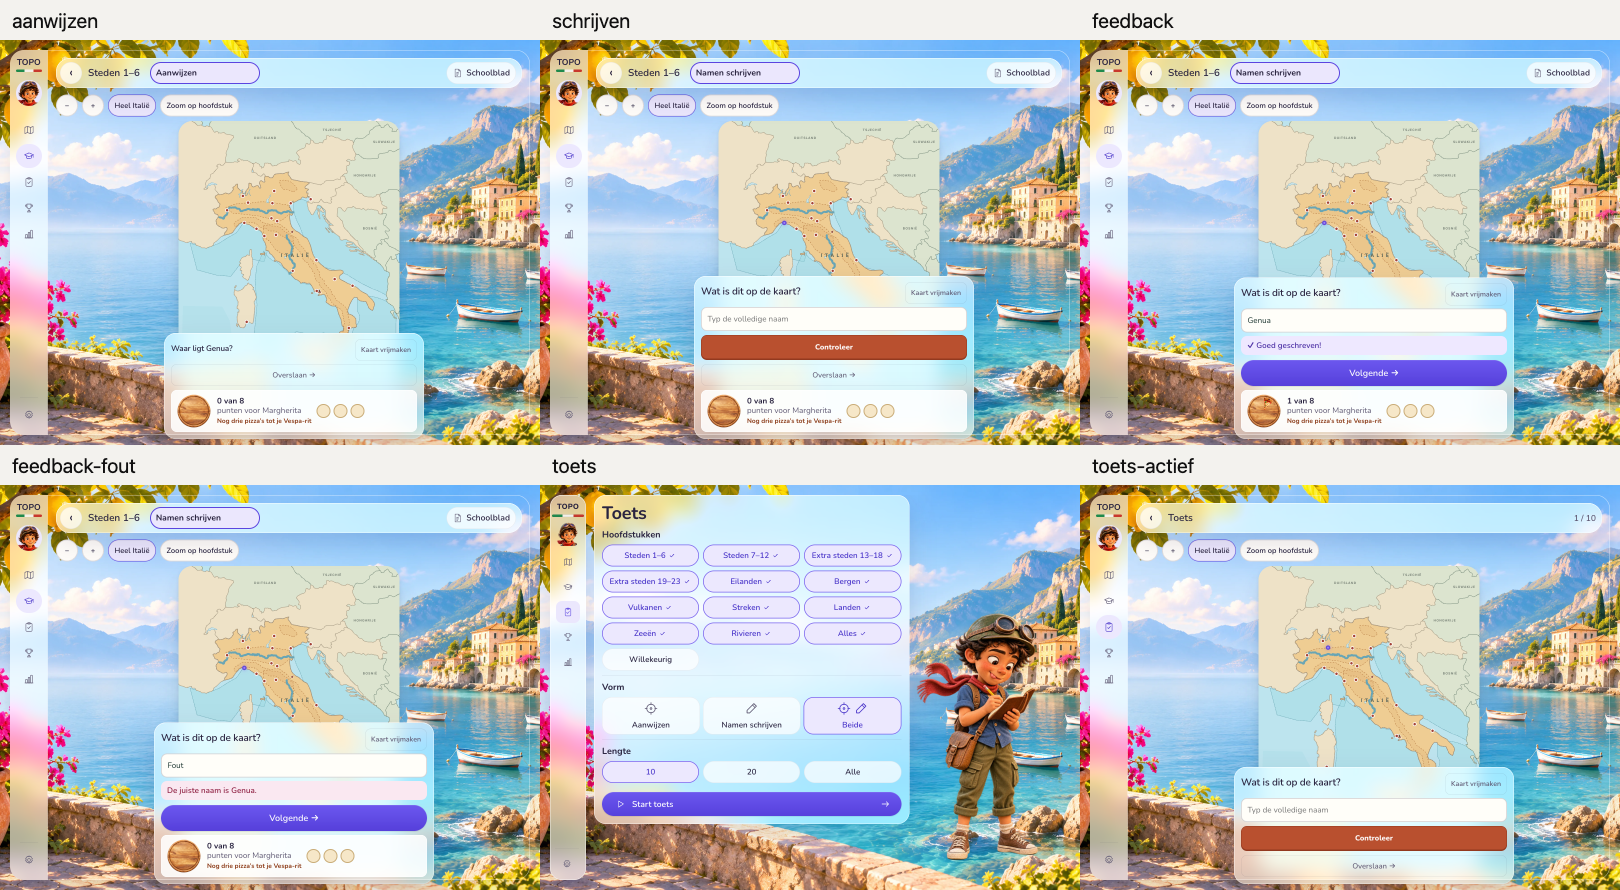 aanwijzen
TOPO
‹ Steden 1–6 Aanwijzen Schoolblad
− + Heel Italië Zoom op hoofdstuk
DUITSLAND
ITALIË
Waar ligt Genua? Kaart vrijmaken
Overslaan →
0 van 8
punten voor Margherita
Nog drie pizza's tot je Vespa-rit
schrijven
TOPO
‹ Steden 1–6 Namen schrijven Schoolblad
− + Heel Italië Zoom op hoofdstuk
DUITSLAND
ITALIË
Wat is dit op de kaart? Kaart vrijmaken
Typ de volledige naam
Controleer
Overslaan →
0 van 8
punten voor Margherita
Nog drie pizza's tot je Vespa-rit
feedback
TOPO
‹ Steden 1–6 Namen schrijven Schoolblad
− + Heel Italië Zoom op hoofdstuk
DUITSLAND
ITALIË
Wat is dit op de kaart? Kaart vrijmaken
Genua
✓ Goed geschreven!
Volgende →
1 van 8
punten voor Margherita
Nog drie pizza's tot je Vespa-rit
feedback-fout
TOPO
‹ Steden 1–6 Namen schrijven Schoolblad
− + Heel Italië Zoom op hoofdstuk
DUITSLAND
ITALIË
Wat is dit op de kaart? Kaart vrijmaken
Fout
De juiste naam is Genua.
Volgende →
0 van 8
punten voor Margherita
Nog drie pizza's tot je Vespa-rit
toets
TOPO
Toets
Hoofdstukken
Steden 1–6 ✓ Steden 7–12 ✓ Extra steden 13–18 ✓
Extra steden 19–23 ✓ Eilanden ✓ Bergen ✓
Vulkanen ✓ Streken ✓ Landen ✓
Zeeën ✓ Rivieren ✓ Alles ✓
Willekeurig
Vorm
Aanwijzen Namen schrijven Beide
Lengte
10 20 Alle
Start toets →
toets-actief
TOPO
‹ Toets 1 / 10
− + Heel Italië Zoom op hoofdstuk
DUITSLAND
ITALIË
Wat is dit op de kaart? Kaart vrijmaken
Typ de volledige naam
Controleer
Overslaan →